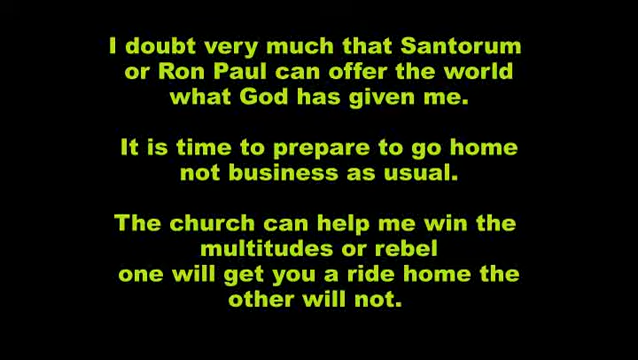 I doubt very much that Santorum
or Ron Paul can offer the world
what God has given me.
It is time to prepare to go home
not business as usual.
The church can help me win the
multitudes or rebel
one will get you a ride home the
other will not.